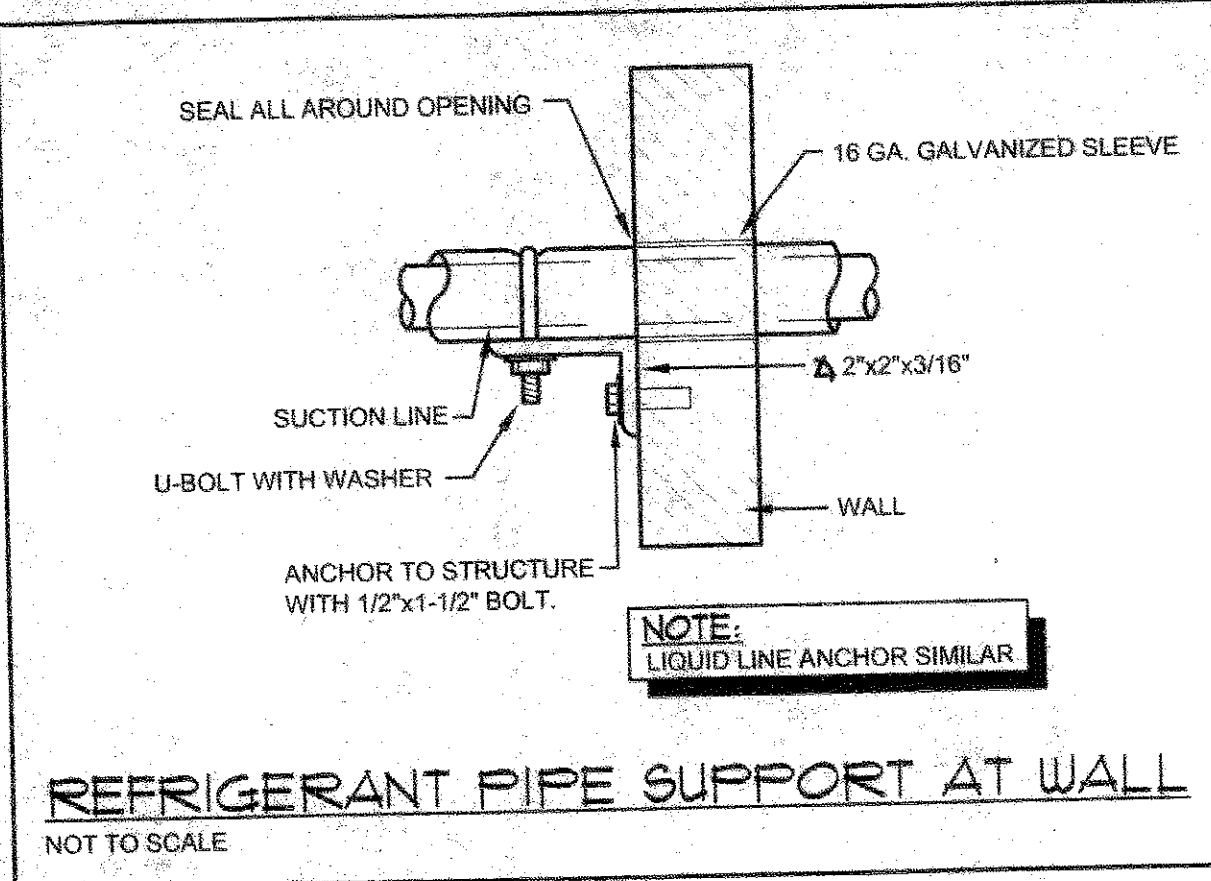 SEAL ALL AROUND OPENING
16 GA. GALVANIZED SLEEVE
2"x2"x3/16"
SUCTION LINE
U-BOLT WITH WASHER
WALL
ANCHOR TO STRUCTURE
WITH 1/2"x1-1/2" BOLT.
NOTE:
LIQUID LINE ANCHOR SIMILAR
REFRIGERANT PIPE SUPPORT AT WALL
NOT TO SCALE